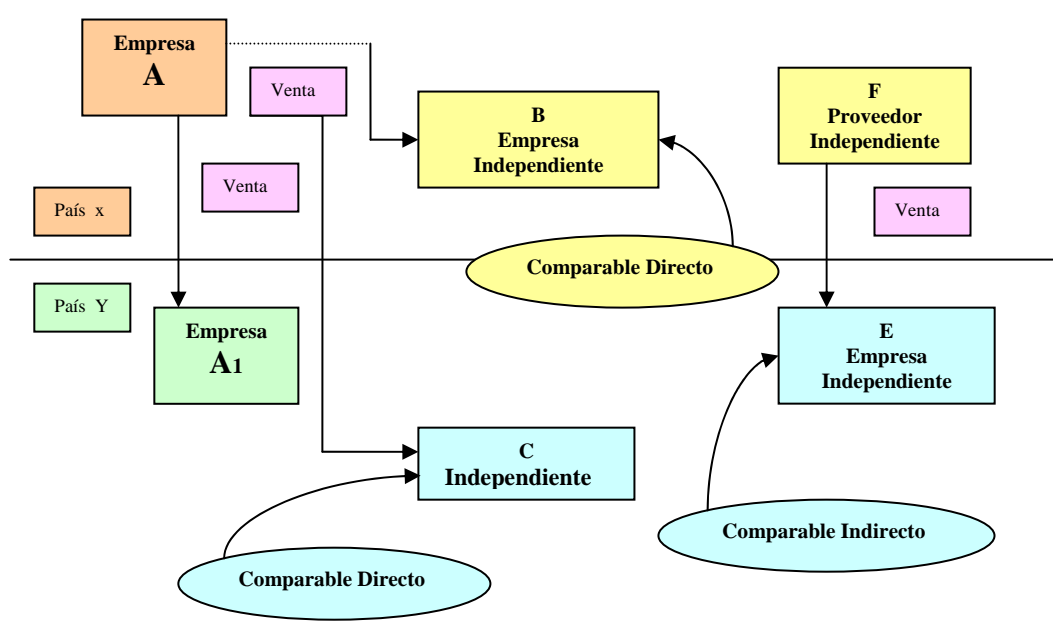 Empresa
A
Venta
B
Empresa
Independiente
F
Proveedor
Independiente
Venta
País x
Venta
Comparable Directo
País Y
Empresa
A1
E
Empresa
Independiente
C
Independiente
Comparable Indirecto
Comparable Directo